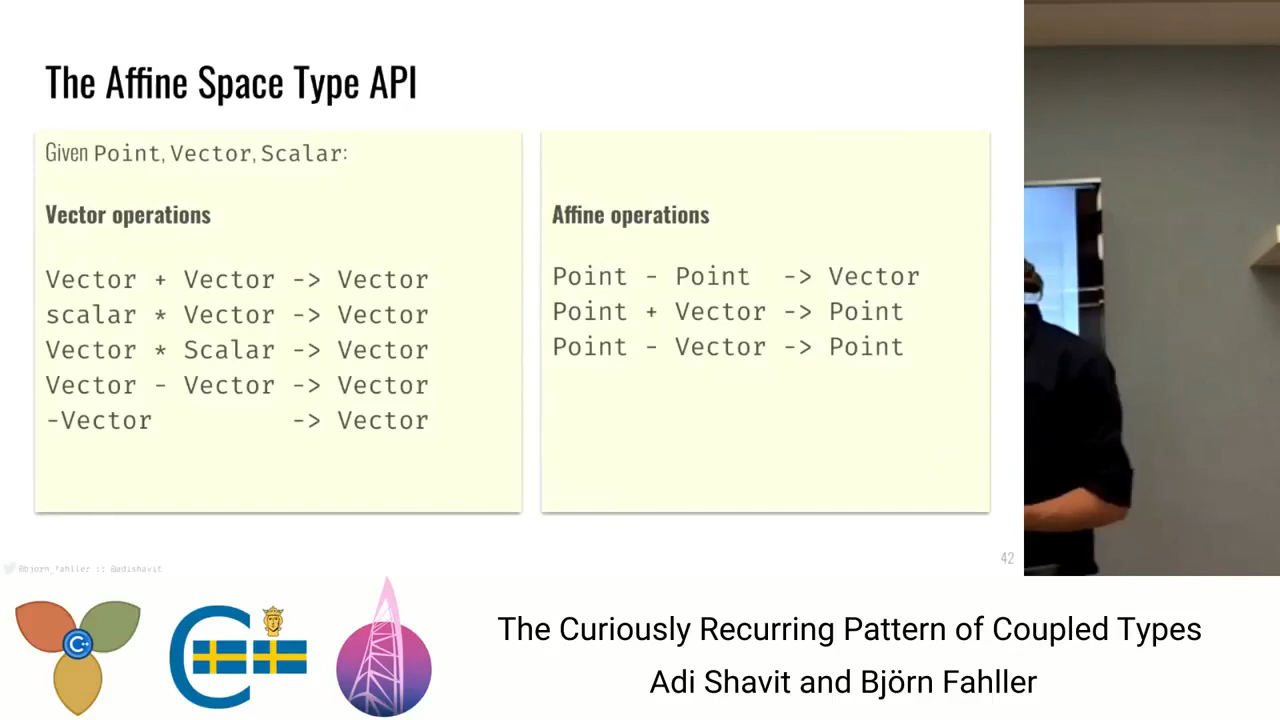 The Affine Space Type API
Given Point, Vector, Scalar:
Vector operations
Vector + Vector -> Vector
scalar * Vector -> Vector
Vector * Scalar -> Vector
Vector - Vector -> Vector
-Vector -> Vector
Affine operations
Point - Point -> Vector
Point + Vector -> Point
Point - Vector -> Point
@bjorn_fahller :: @adishavit
42
C++
The Curiously Recurring Pattern of Coupled Types
Adi Shavit and Björn Fahller